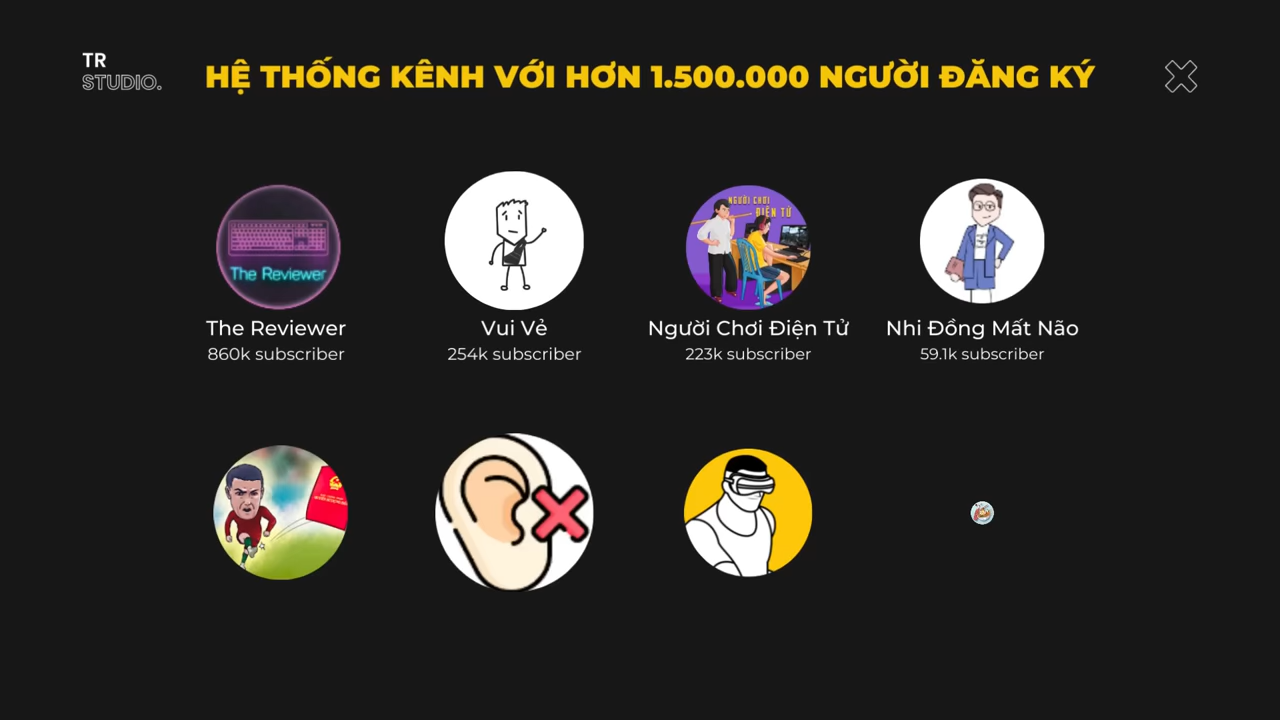 TR
STUDIO.
HỆ THỐNG KÊNH VỚI HƠN 1.500.000 NGƯỜI ĐĂNG KÝ
NGƯỜI CHƠI
ĐIỆN TỬ
The Reviewer
The Reviewer
860k subscriber
Vui Vẻ
254k subscriber
Người Chơi Điện Tử
223k subscriber
Nhi Đồng Mất Não
59.1k subscriber